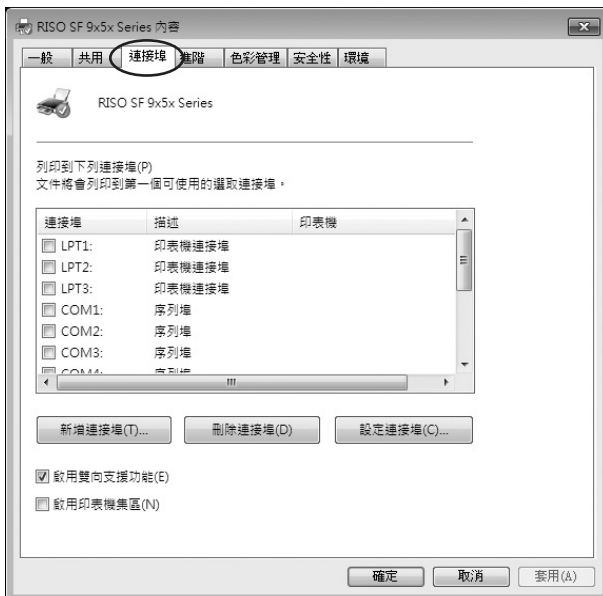 RISO SF 9x5x Series 內容
一般 共用 連接埠 進階 色彩管理 安全性 環境
RISO SF 9x5x Series
列印到下列連接埠(P)
文件將會列印到第一個可使用的選取連接埠。
連接埠 描述 印表機
LPT1: 印表機連接埠
LPT2: 印表機連接埠
LPT3: 印表機連接埠
COM1: 序列埠
COM2: 序列埠
COM3: 序列埠
COM4: 序列埠
新增連接埠(T)... 刪除連接埠(D) 設定連接埠(C)...
啟用雙向支援功能(E)
啟用印表機集區(N)
確定 取消 套用(A)